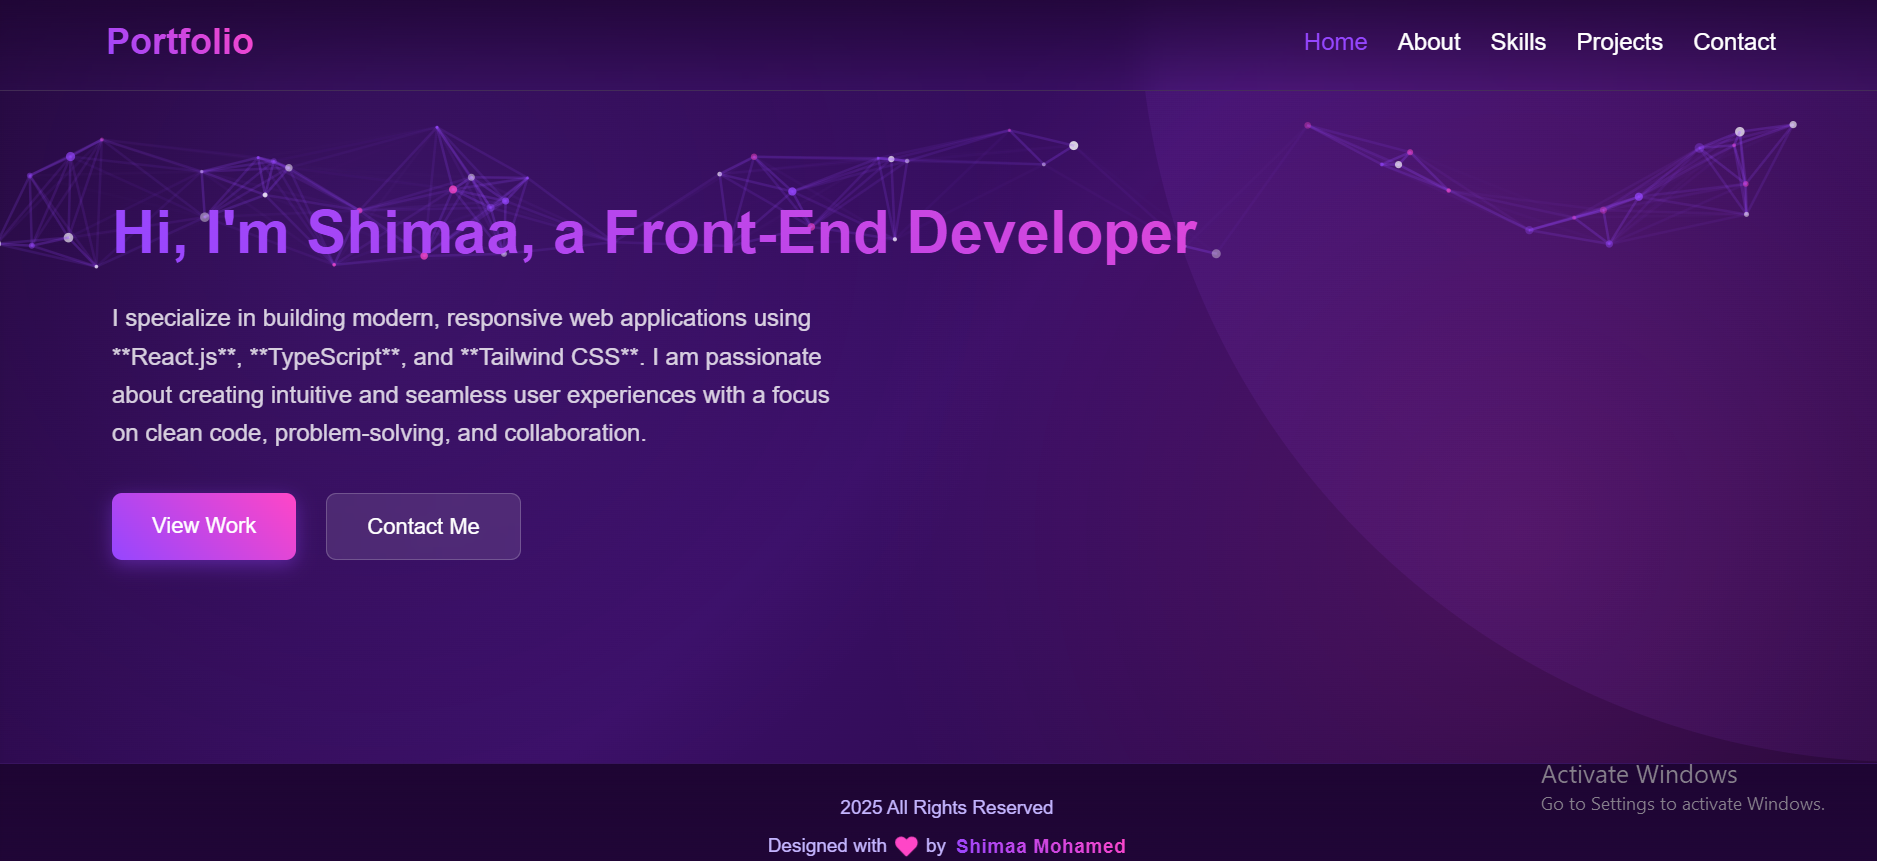 Portfolio
Home About Skills Projects Contact
Hi, I'm Shimaa, a Front-End Developer
I specialize in building modern, responsive web applications using
**React.js**, **TypeScript**, and **Tailwind CSS**. I am passionate
about creating intuitive and seamless user experiences with a focus
on clean code, problem-solving, and collaboration.
View Work
Contact Me
Activate Windows
Go to Settings to activate Windows.
2025 All Rights Reserved
Designed with by Shimaa Mohamed